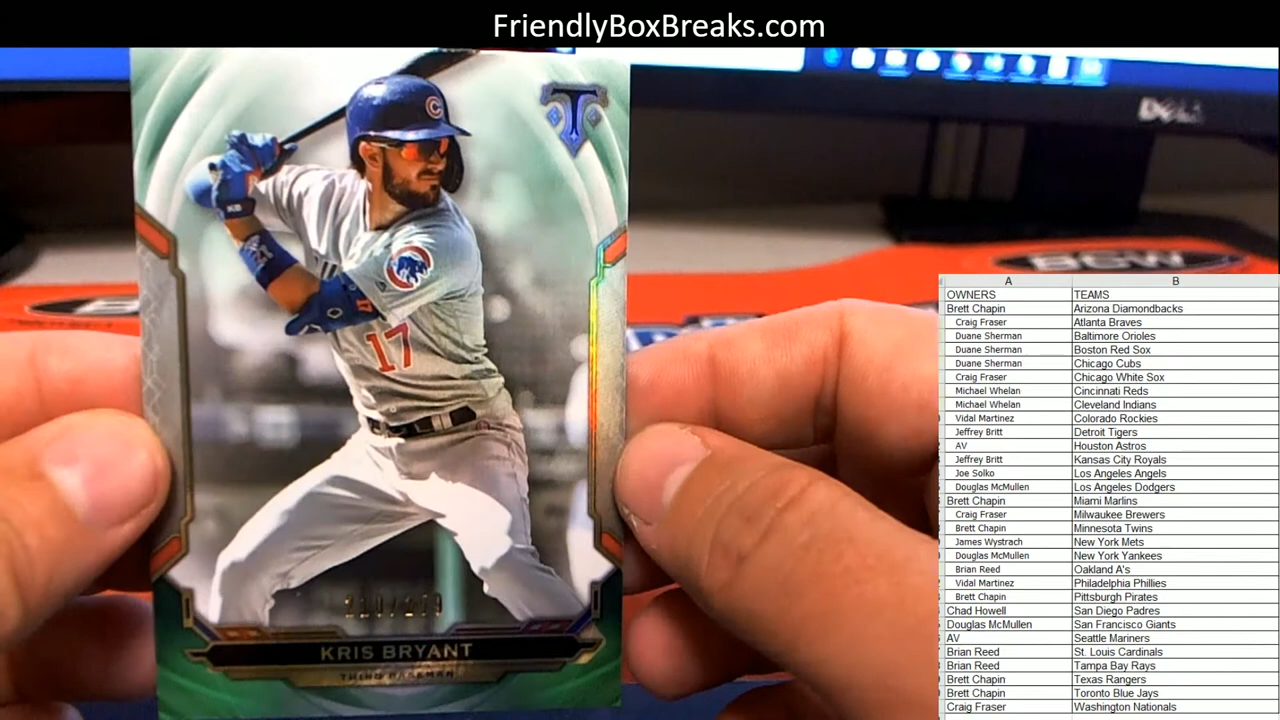 FriendlyBoxBreaks.com
DELL
BCW
T
C
17
17
KRIS BRYANT
THIRD BASEMAN
A B
OWNERS TEAMS
Brett Chapin Arizona Diamondbacks
Craig Fraser Atlanta Braves
Duane Sherman Baltimore Orioles
Duane Sherman Boston Red Sox
Duane Sherman Chicago Cubs
Craig Fraser Chicago White Sox
Michael Whelan Cincinnati Reds
Michael Whelan Cleveland Indians
Vidal Martinez Colorado Rockies
Jeffrey Britt Detroit Tigers
AV Houston Astros
Jeffrey Britt Kansas City Royals
Joe Solko Los Angeles Angels
Douglas McMullen Los Angeles Dodgers
Brett Chapin Miami Marlins
Craig Fraser Milwaukee Brewers
Brett Chapin Minnesota Twins
James Wystrach New York Mets
Douglas McMullen New York Yankees
Brian Reed Oakland A's
Vidal Martinez Philadelphia Phillies
Brett Chapin Pittsburgh Pirates
Chad Howell San Diego Padres
Douglas McMullen San Francisco Giants
AV Seattle Mariners
Brian Reed St. Louis Cardinals
Brian Reed Tampa Bay Rays
Brett Chapin Texas Rangers
Brett Chapin Toronto Blue Jays
Craig Fraser Washington Nationals